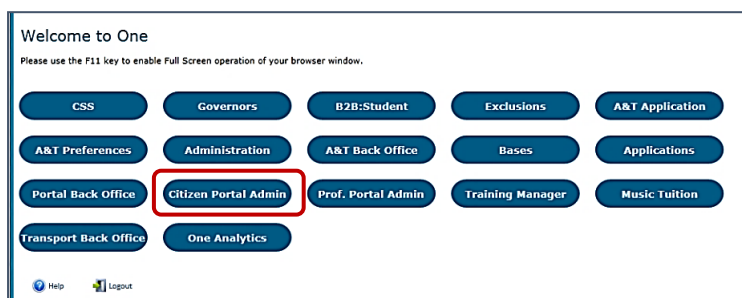 Welcome to One
Please use the F11 key to enable Full Screen operation of your browser window.
CSS Governors B2B:Student Exclusions A&T Application
A&T Preferences Administration A&T Back Office Bases Applications
Portal Back Office Citizen Portal Admin Prof. Portal Admin Training Manager Music Tuition
Transport Back Office One Analytics
Help Logout